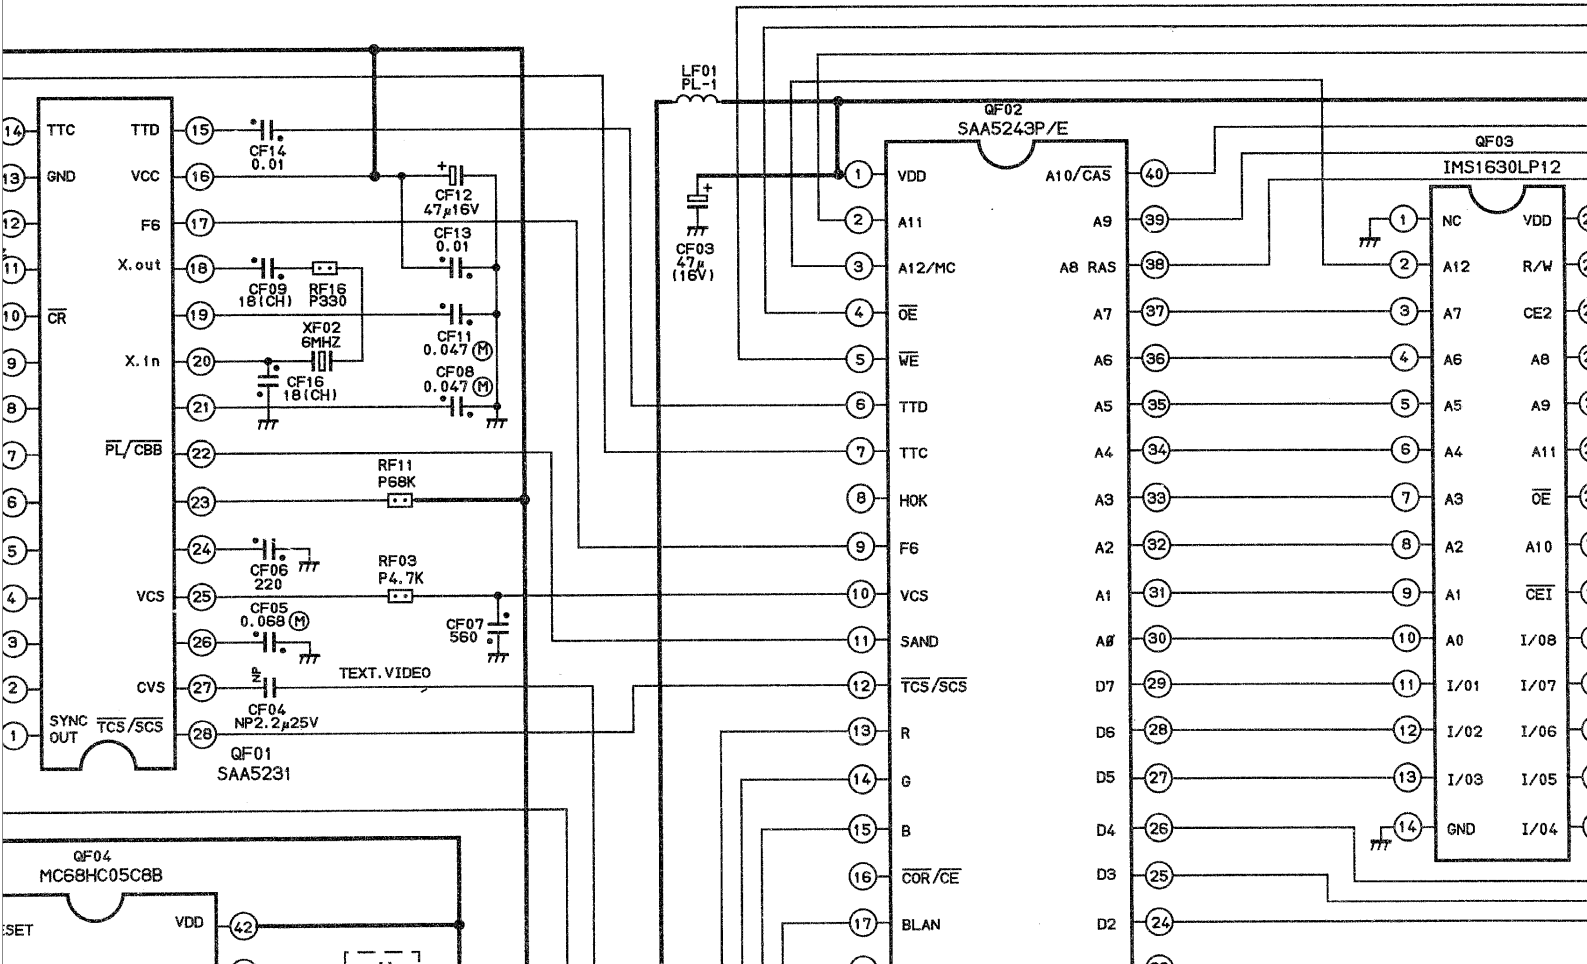 LF01
PL-1
QF02
SAA5243P/E
QF03
IMS1630LP12
14 TTC
TTD 15
CF14
0.01
13 GND
VCC 16
+
CF12
47μ16V
12
F6 17
CF13
0.01
11
X.out 18
CF09
18(CH)
RF16
P330
10 CR
19
CF11
0.047 M
XF02
6MHZ
9
X.in 20
CF16
18(CH)
CF08
0.047 M
8
21
7
PL/CBB 22
RF11
P68K
6
23
5
24
CF06
220
RF03
P4.7K
4
VCS 25
CF05
0.068 M
CF07
560
3
26
2
CVS 27
NP
TEXT.VIDEO
CF04
NP2.2μ25V
1 SYNC
OUT
TCS/SCS 28
QF01
SAA5231
+
CF03
47μ
(16V)
1 VDD
A10/CAS 40
2 A11
A9 39
3 A12/MC
A8 RAS 38
4 OE
A7 37
5 WE
A6 36
6 TTD
A5 35
7 TTC
A4 34
8 HOK
A3 33
9 F6
A2 32
10 VCS
A1 31
11 SAND
A0 30
12 TCS/SCS
D7 29
13 R
D6 28
14 G
D5 27
15 B
D4 26
16 COR/CE
D3 25
17 BLAN
D2 24
1 NC VDD
2 A12 R/W
3 A7 CE2
4 A6 A8
5 A5 A9
6 A4 A11
7 A3 OE
8 A2 A10
9 A1 CEI
10 A0 I/08
11 I/01 I/07
12 I/02 I/06
13 I/03 I/05
14 GND I/04
QF04
MC68HC05C8B
ESET
VDD 42